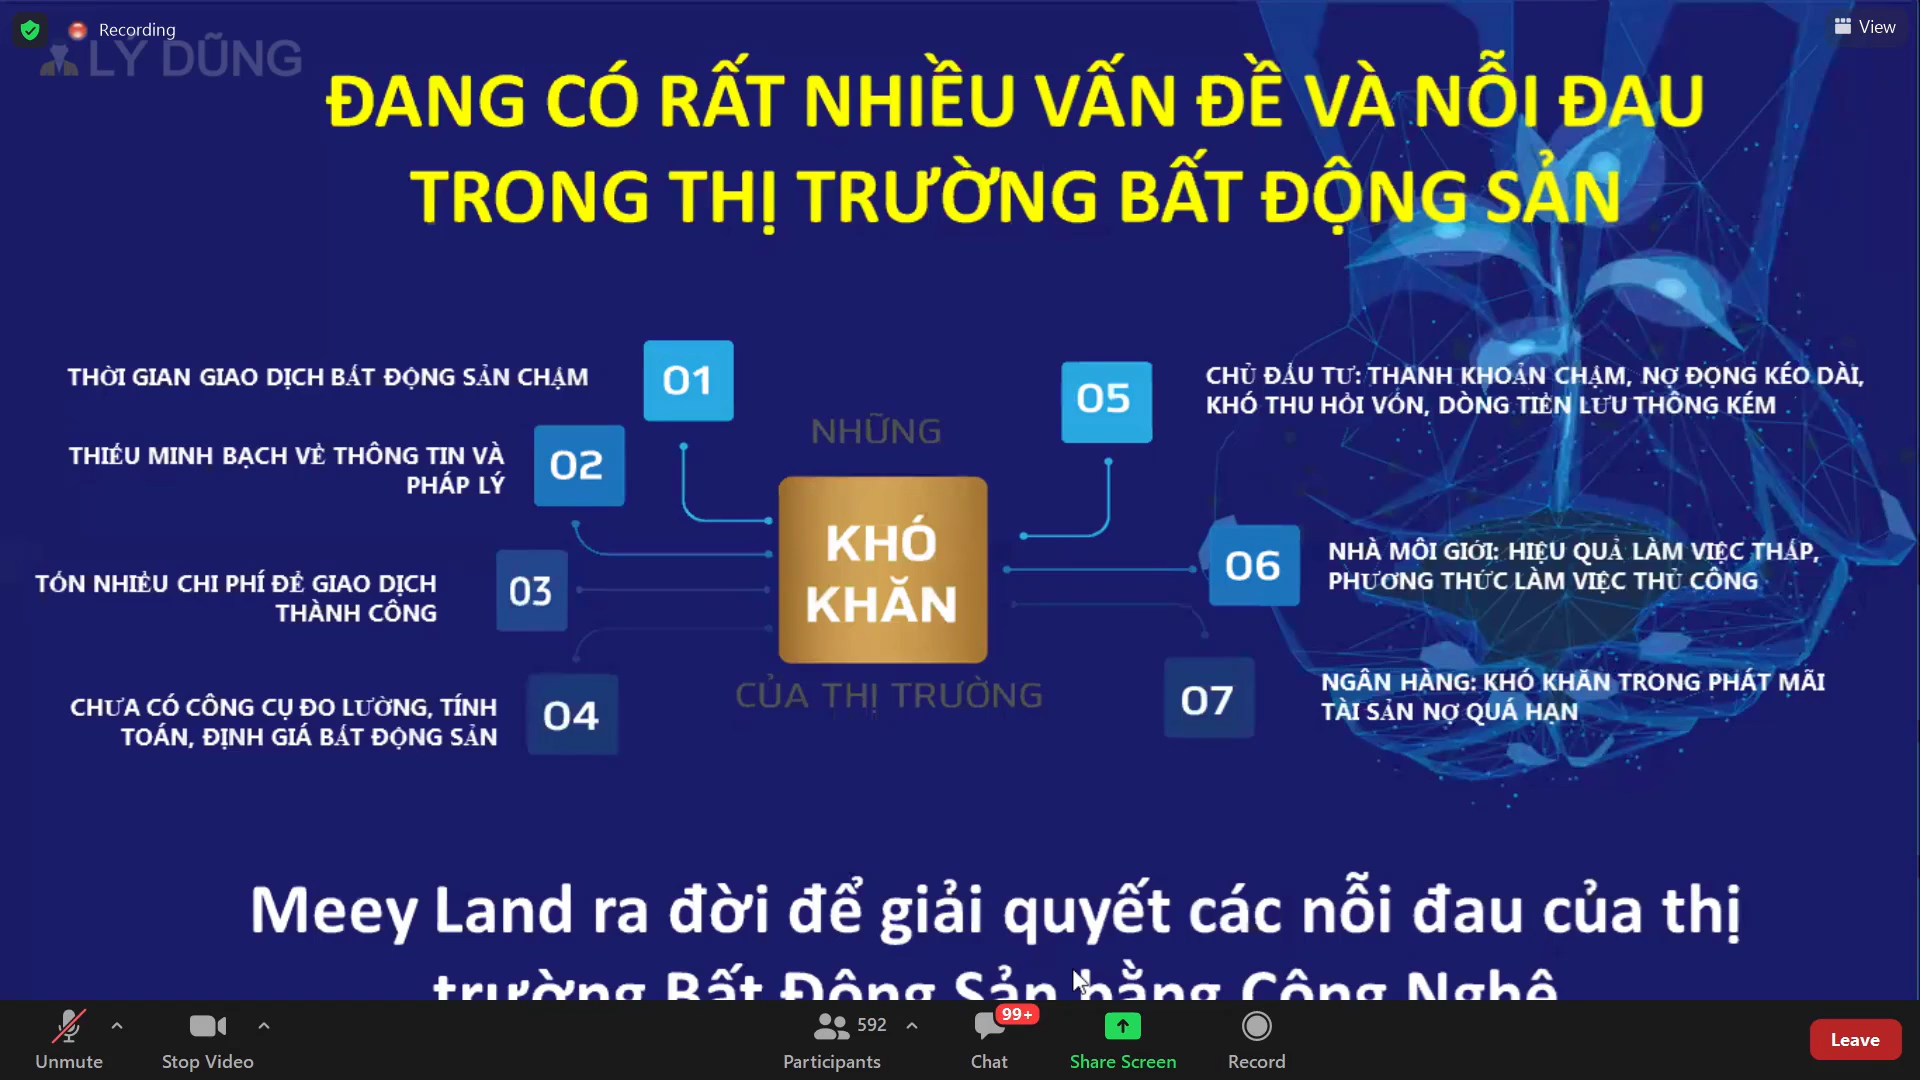 Recording
View
LÝ DŨNG
ĐANG CÓ RẤT NHIỀU VẤN ĐỀ VÀ NỖI ĐAU
TRONG THỊ TRƯỜNG BẤT ĐỘNG SẢN
THỜI GIAN GIAO DỊCH BẤT ĐỘNG SẢN CHẬM
01
THIẾU MINH BẠCH VỀ THÔNG TIN VÀ
PHÁP LÝ
02
TỐN NHIỀU CHI PHÍ ĐỂ GIAO DỊCH
THÀNH CÔNG
03
CHƯA CÓ CÔNG CỤ ĐO LƯỜNG, TÍNH
TOÁN, ĐỊNH GIÁ BẤT ĐỘNG SẢN
04
NHỮNG
KHÓ
KHĂN
CỦA THỊ TRƯỜNG
05
CHỦ ĐẦU TƯ: THANH KHOẢN CHẬM, NỢ ĐỌNG KÉO DÀI,
KHÓ THU HỒI VỐN, DÒNG TIỀN LƯU THÔNG KÉM
06
NHÀ MÔI GIỚI: HIỆU QUẢ LÀM VIỆC THẤP,
PHƯƠNG THỨC LÀM VIỆC THỦ CÔNG
07
NGÂN HÀNG: KHÓ KHĂN TRONG PHÁT MÃI
TÀI SẢN NỢ QUÁ HẠN
Meey Land ra đời để giải quyết các nỗi đau của thị
trường Bất Động Sản bằng Công Nghệ
592
99+
Unmute
Stop Video
Participants
Chat
Share Screen
Record
Leave